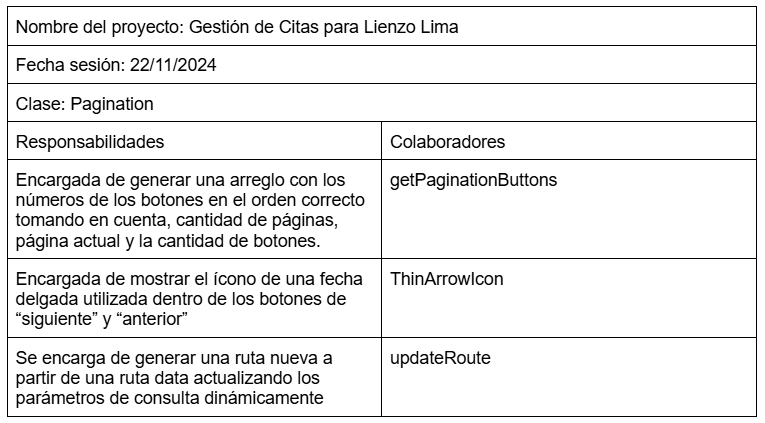 Nombre del proyecto: Gestión de Citas para Lienzo Lima
Fecha sesión: 22/11/2024
Clase: Pagination
Responsabilidades
Colaboradores
Encargada de generar una arreglo con los
números de los botones en el orden correcto
tomando en cuenta, cantidad de páginas,
página actual y la cantidad de botones.
getPaginationButtons
Encargada de mostrar el ícono de una fecha
delgada utilizada dentro de los botones de
“siguiente” y “anterior”
ThinArrowIcon
Se encarga de generar una ruta nueva a
partir de una ruta data actualizando los
parámetros de consulta dinámicamente
updateRoute